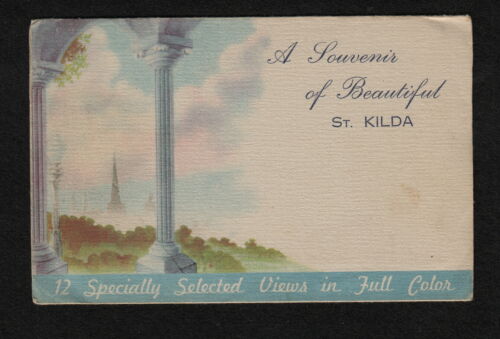 A Souvenir
of Beautiful
ST. KILDA
12 Specially Selected Views in Full Color